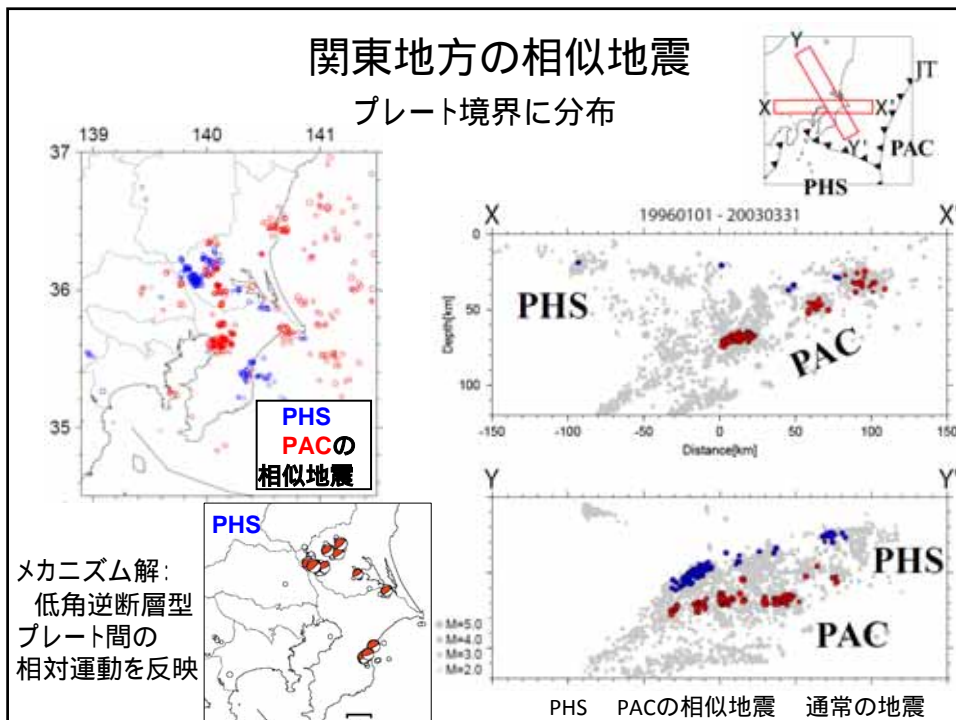 関東地方の相似地震
プレート境界に分布
Y
JT
X
X'
PAC
Y'
PHS
139
140
141
37
36
35
PHS
PACの
相似地震
X
19960101 - 20030331
X'
0
50
100
Depth[km]
PHS
PAC
-150
-100
-50
0
50
100
150
Distance[km]
Y
Y'
PHS
PAC
M=5.0
M=4.0
M=3.0
M=2.0
PHS
メカニズム解:
低角逆断層型
プレート間の
相対運動を反映
PHS PACの相似地震 通常の地震